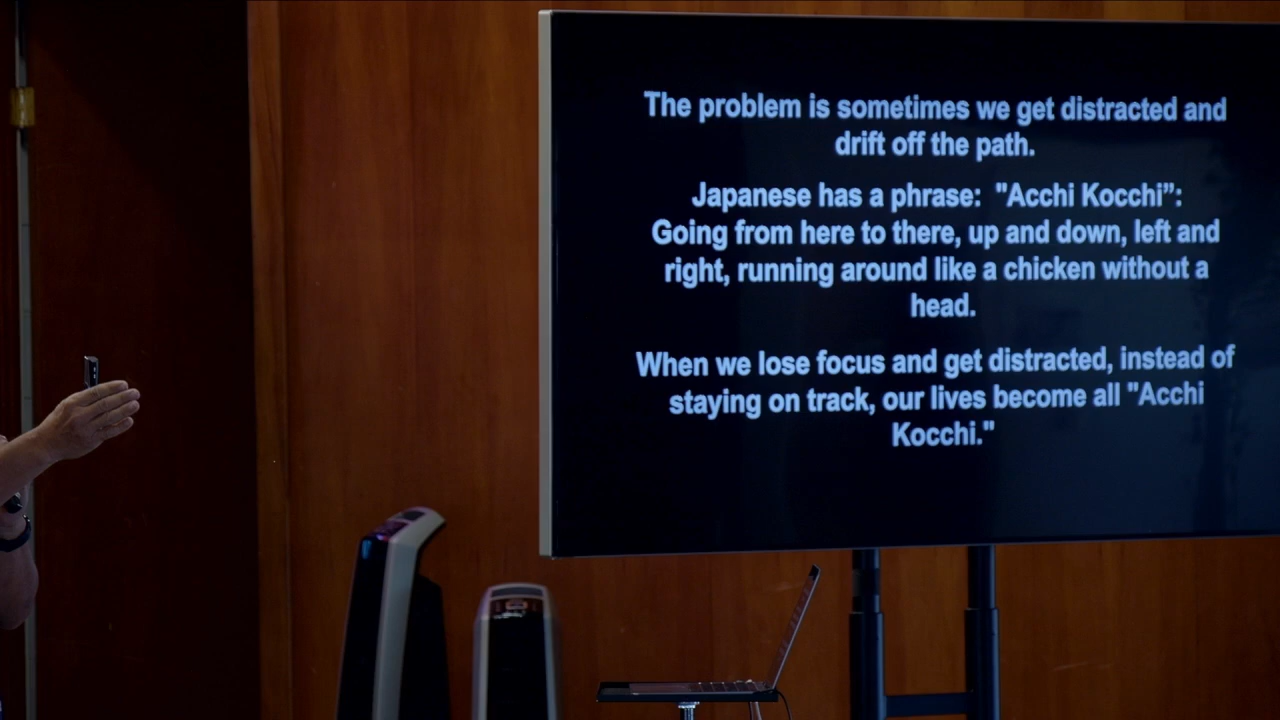 The problem is sometimes we get distracted and
drift off the path.
Japanese has a phrase:  "Acchi Kocchi”:
Going from here to there, up and down, left and
right, running around like a chicken without a
head.
When we lose focus and get distracted, instead of
staying on track, our lives become all "Acchi
Kocchi."